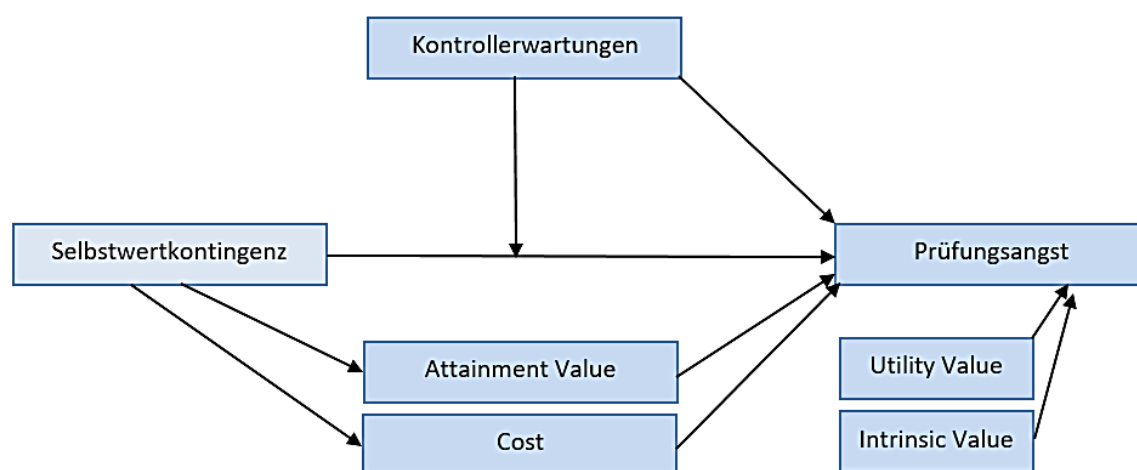 Kontrollerwartungen
Selbstwertkontingenz
Prüfungsangst
Attainment Value
Utility Value
Cost
Intrinsic Value